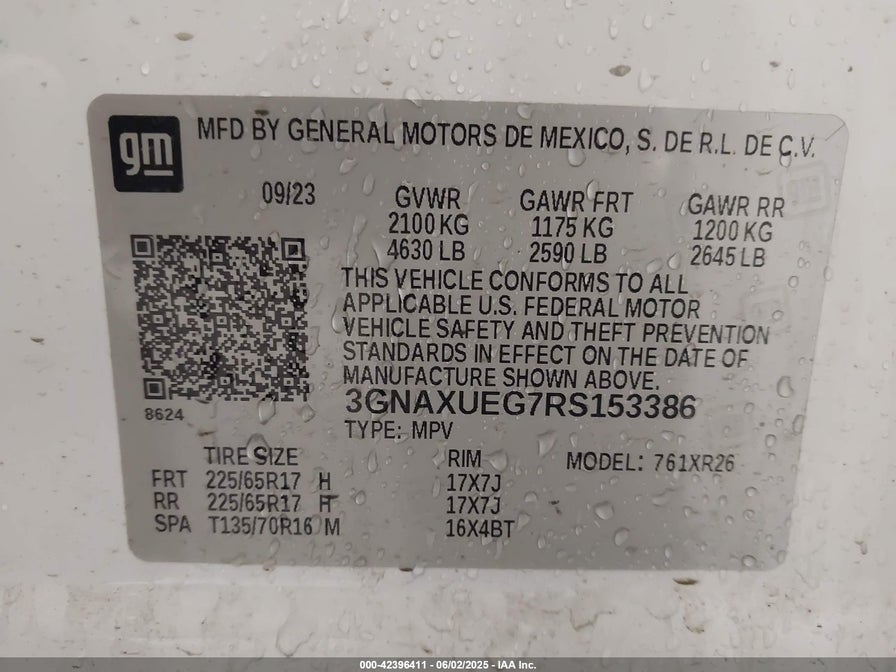 gm
MFD BY GENERAL MOTORS DE MEXICO, S. DE R.L. DE C.V.
09/23
GVWR GAWR FRT GAWR RR
2100 KG 1175 KG 1200 KG
4630 LB 2590 LB 2645 LB
THIS VEHICLE CONFORMS TO ALL
APPLICABLE U.S. FEDERAL MOTOR
VEHICLE SAFETY AND THEFT PREVENTION
STANDARDS IN EFFECT ON THE DATE OF
MANUFACTURE SHOWN ABOVE.
8624
3GNAXUEG7RS153386
TYPE: MPV
TIRE SIZE RIM MODEL: 761XR26
FRT 225/65R17 H 17X7J
RR 225/65R17 H 17X7J
SPA T135/70R16 M 16X4BT
000-42396411 - 06/02/2025 - IAA Inc.